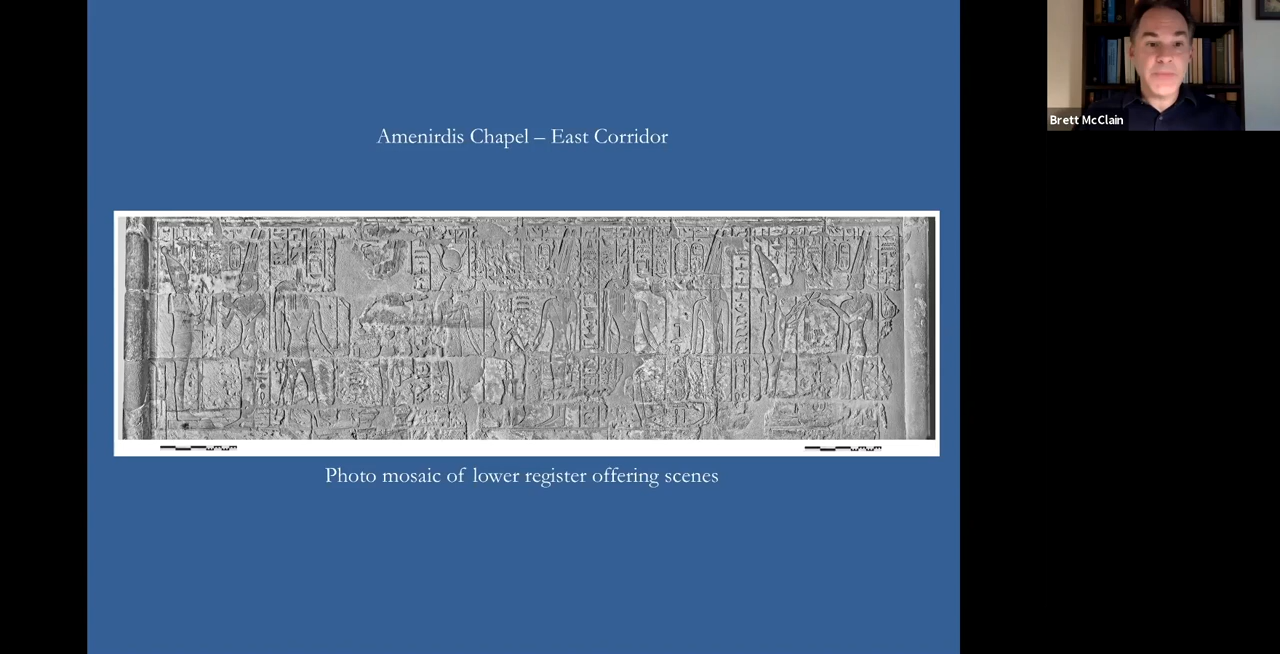 Amenirdis Chapel – East Corridor
Photo mosaic of lower register offering scenes
Brett McClain